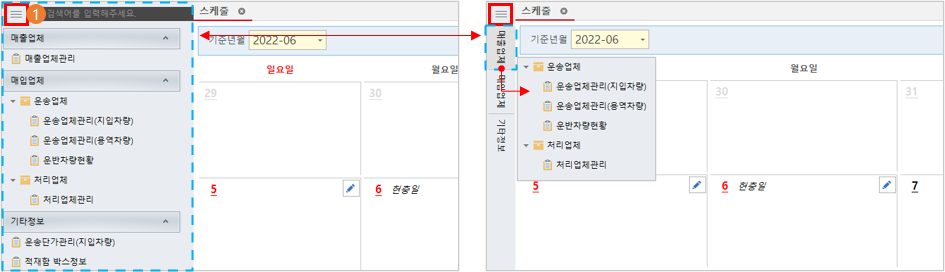 1 검색어를 입력해주세요.
매출업체
매출업체관리
매입업체
운송업체
운송업체관리(지입차량)
운송업체관리(용역차량)
운반차량현황
처리업체
처리업체관리
기타정보
운송단가관리(지입차량)
적재함 박스정보
스케줄
기준년월 2022-06
일요일 월요일
29 30
5 6 현충일
스케줄
매출업체
매입업체
기타정보
기준년월 2022-06
운송업체
운송업체관리(지입차량)
운송업체관리(용역차량)
운반차량현황
처리업체
처리업체관리
월요일
30 31
5 6 현충일 7